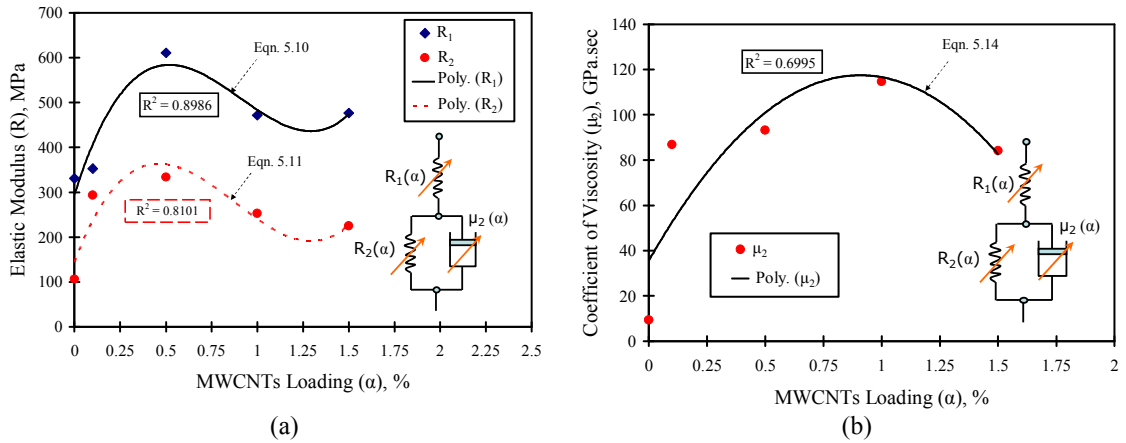 700
600
500
400
300
200
100
0
Elastic Modulus (R), MPa
0
0.25
0.5
0.75
1
1.25
1.5
1.75
2
2.25
2.5
MWCNTs Loading (α), %
Eqn. 5.10
R² = 0.8986
Eqn. 5.11
R² = 0.8101
R₁
R₂
Poly. (R₁)
Poly. (R₂)
R₁(α)
R₂(α)
μ₂ (α)
(a)
140
120
100
80
60
40
20
0
Coefficient of Viscosity (μ₂), GPa.sec
0
0.25
0.5
0.75
1
1.25
1.5
1.75
2
MWCNTs Loading (α), %
R² = 0.6995
Eqn. 5.14
μ₂
Poly. (μ₂)
R₁(α)
R₂(α)
μ₂ (α)
(b)